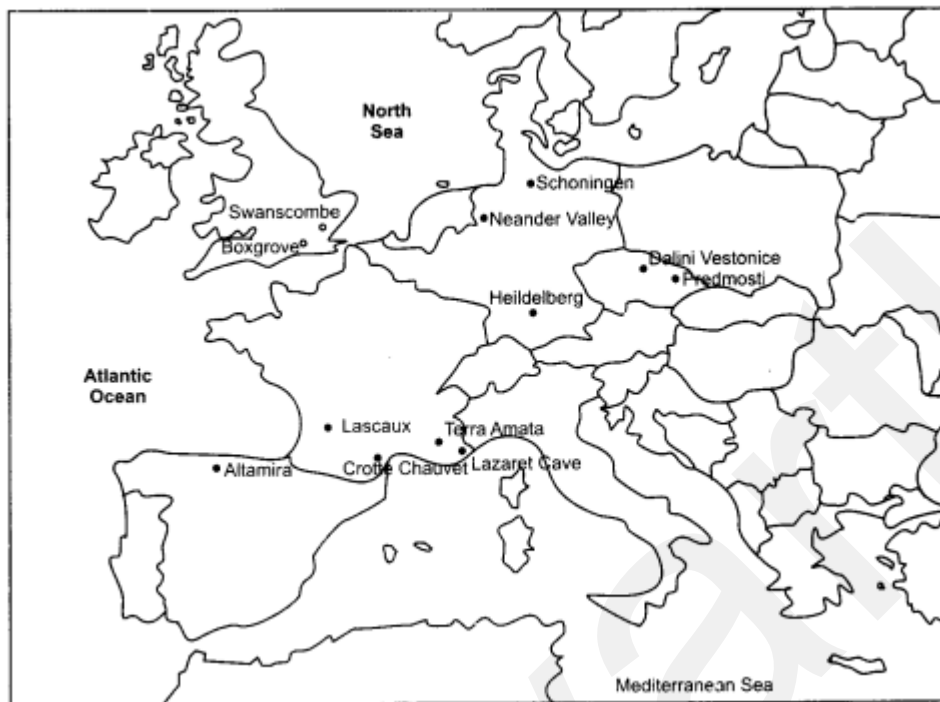 North
Sea
Schoningen
Swanscombe
Neander Valley
Boxgrove
Dalini Vestonice
Predmosti
Heildelberg
Atlantic
Ocean
Lascaux
Terra Amata
Altamira
Crotte Chauvet
Lazaret Cave
Mediterranean Sea